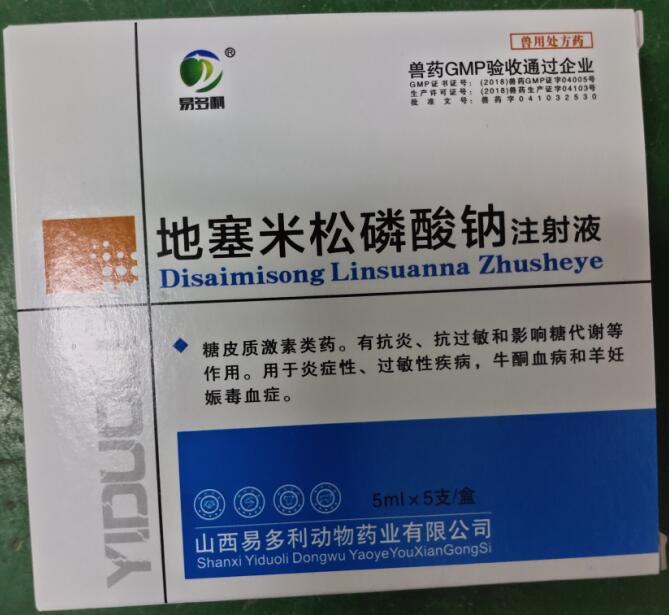 兽用处方药
®
易多利
兽药GMP验收通过企业
GMP证书证号：(2018)兽药GMP证字04005号
生产许可证号：(2018)兽药生产证字04103号
批 准 文 号：兽药字041032530
地塞米松磷酸钠注射液
Disaimisong Linsuanna Zhusheye
糖皮质激素类药。有抗炎、抗过敏和影响糖代谢等
作用。用于炎症性、过敏性疾病，牛酮血病和羊妊
娠毒血症。
YIDUOLI
5ml×5支/盒
山西易多利动物药业有限公司
Shanxi Yiduoli Dongwu YaoyeYouXianGongSi